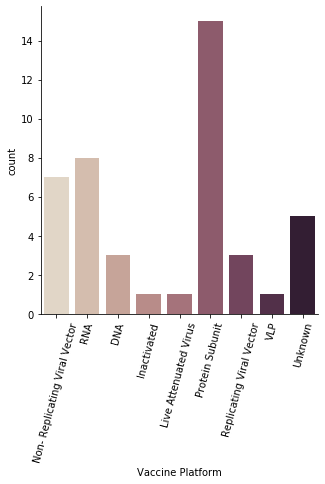 14
12
10
8
6
4
2
0
count
Non- Replicating Viral Vector
RNA
DNA
Inactivated
Live Attenuated Virus
Protein Subunit
Replicating Viral Vector
VLP
Unknown
Vaccine Platform